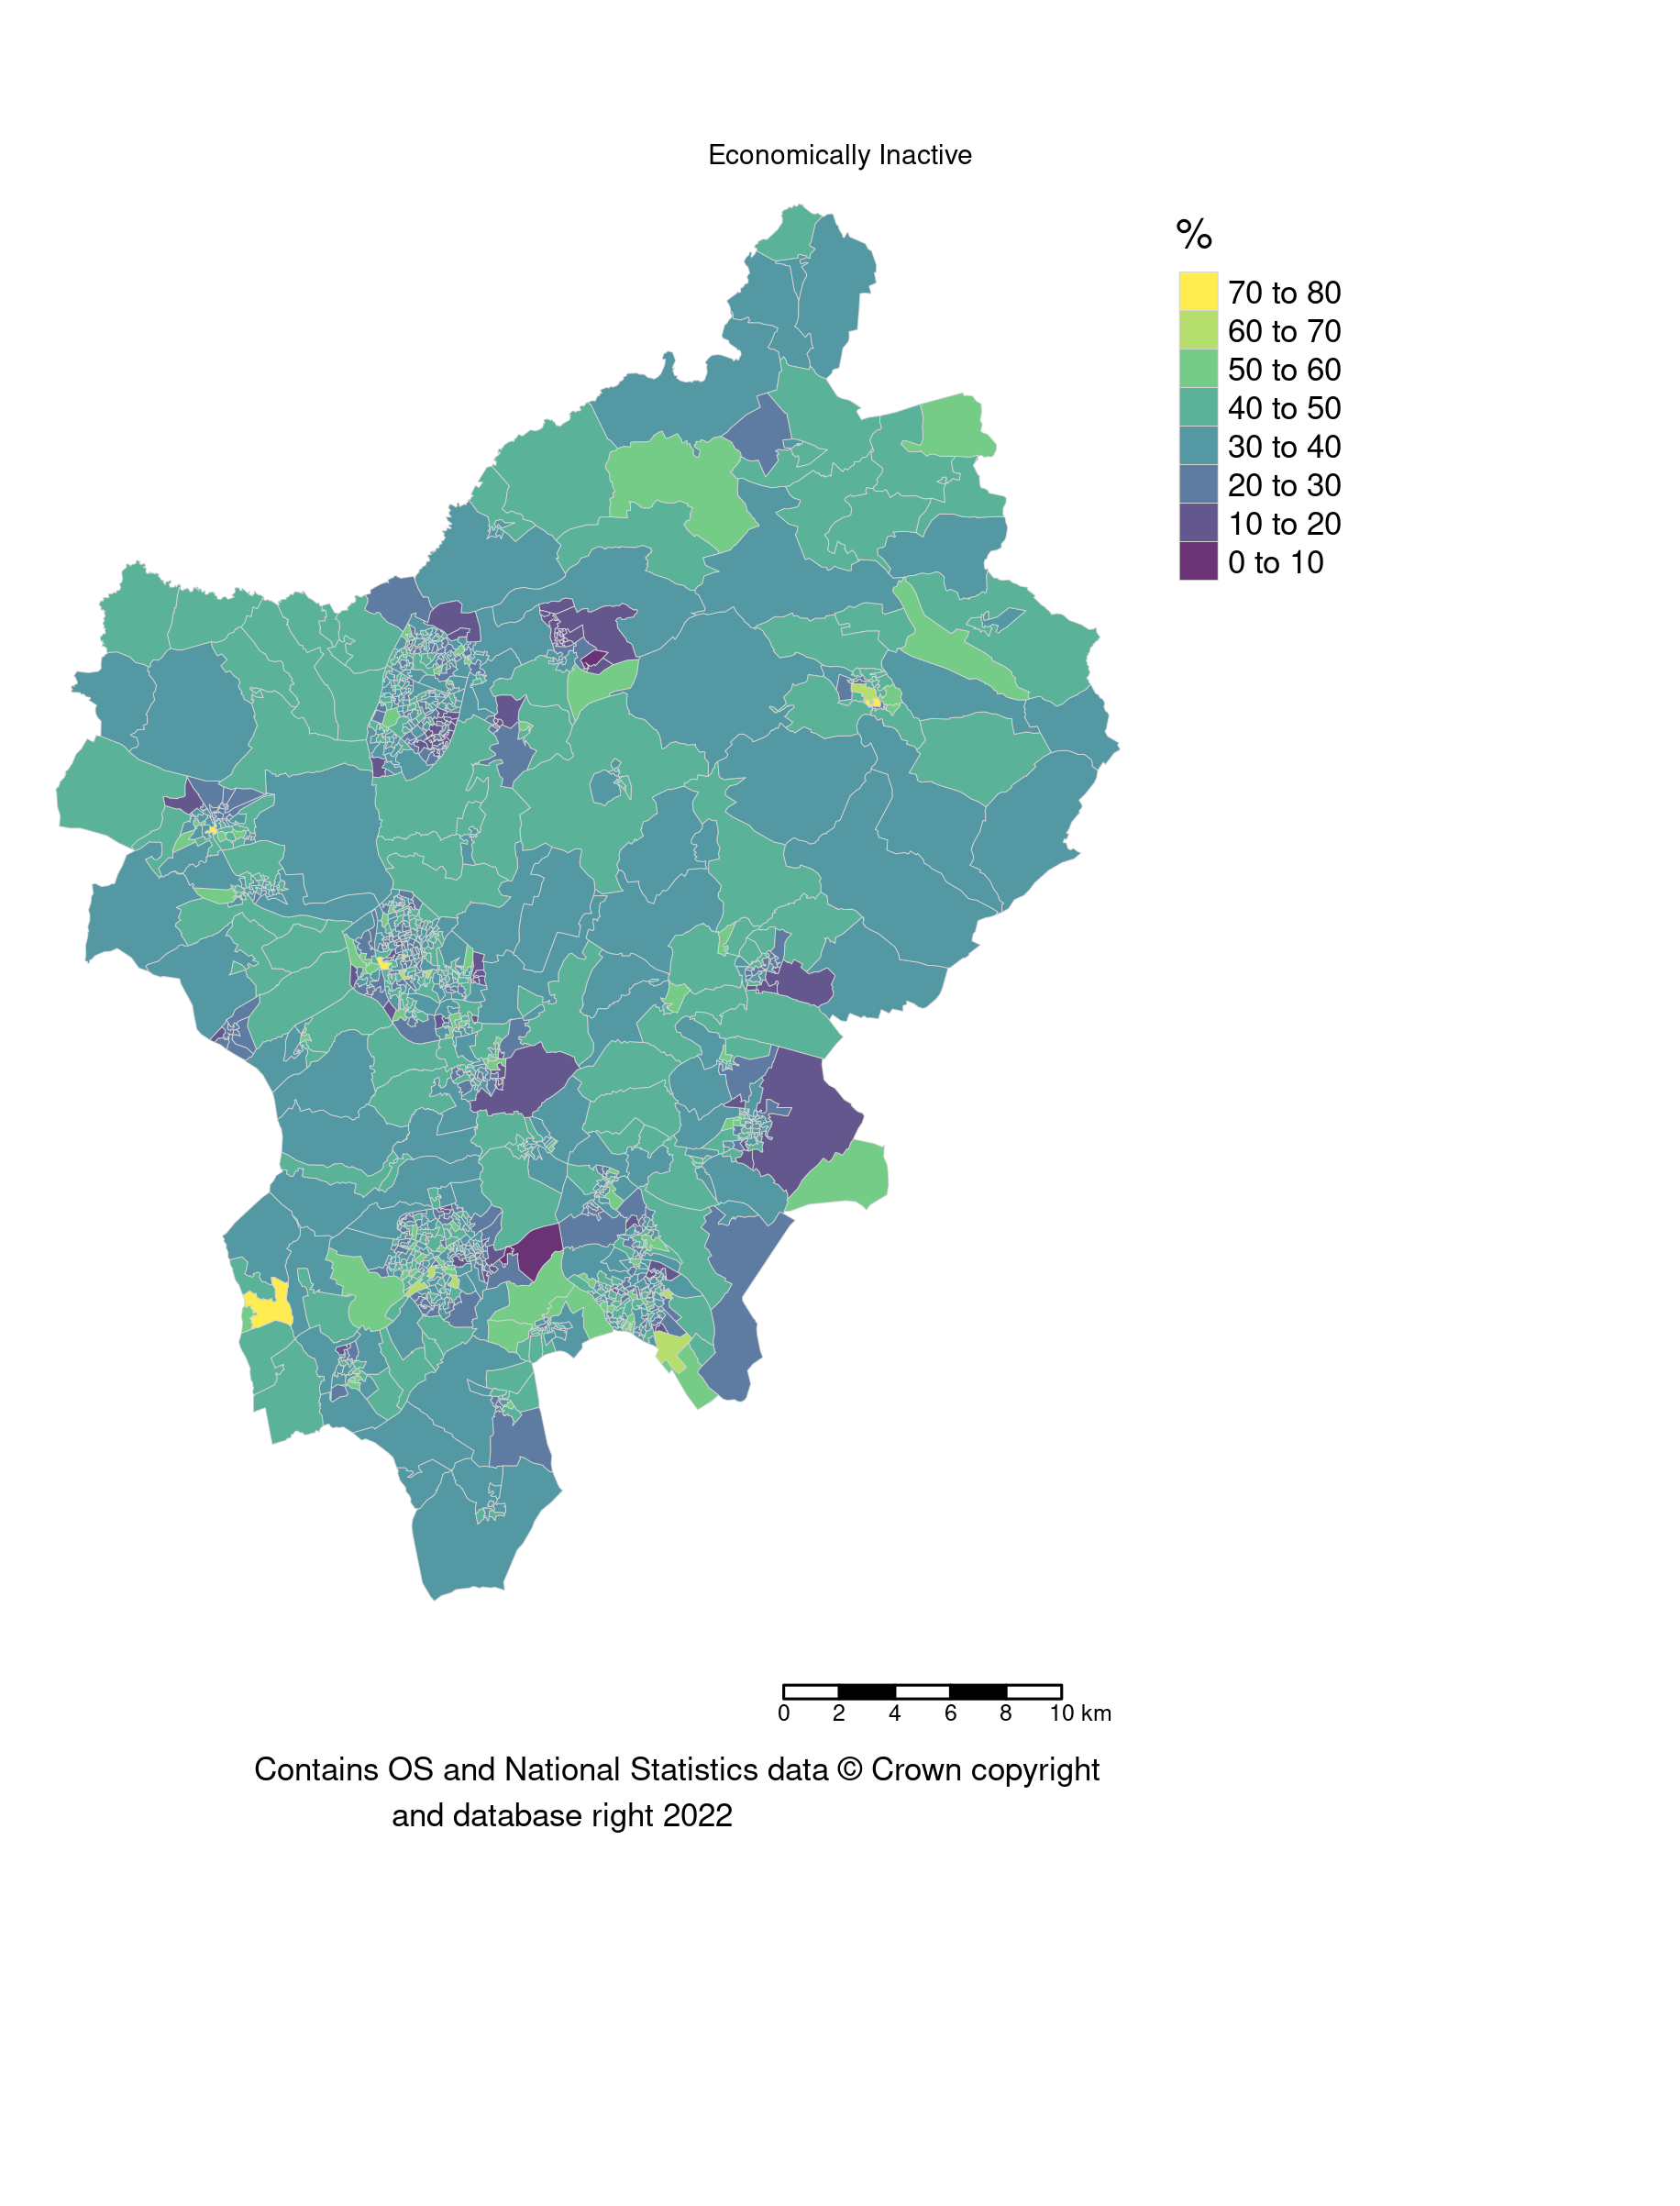 Economically Inactive
%
70 to 80
60 to 70
50 to 60
40 to 50
30 to 40
20 to 30
10 to 20
0 to 10
0 2 4 6 8 10 km
Contains OS and National Statistics data © Crown copyright
and database right 2022